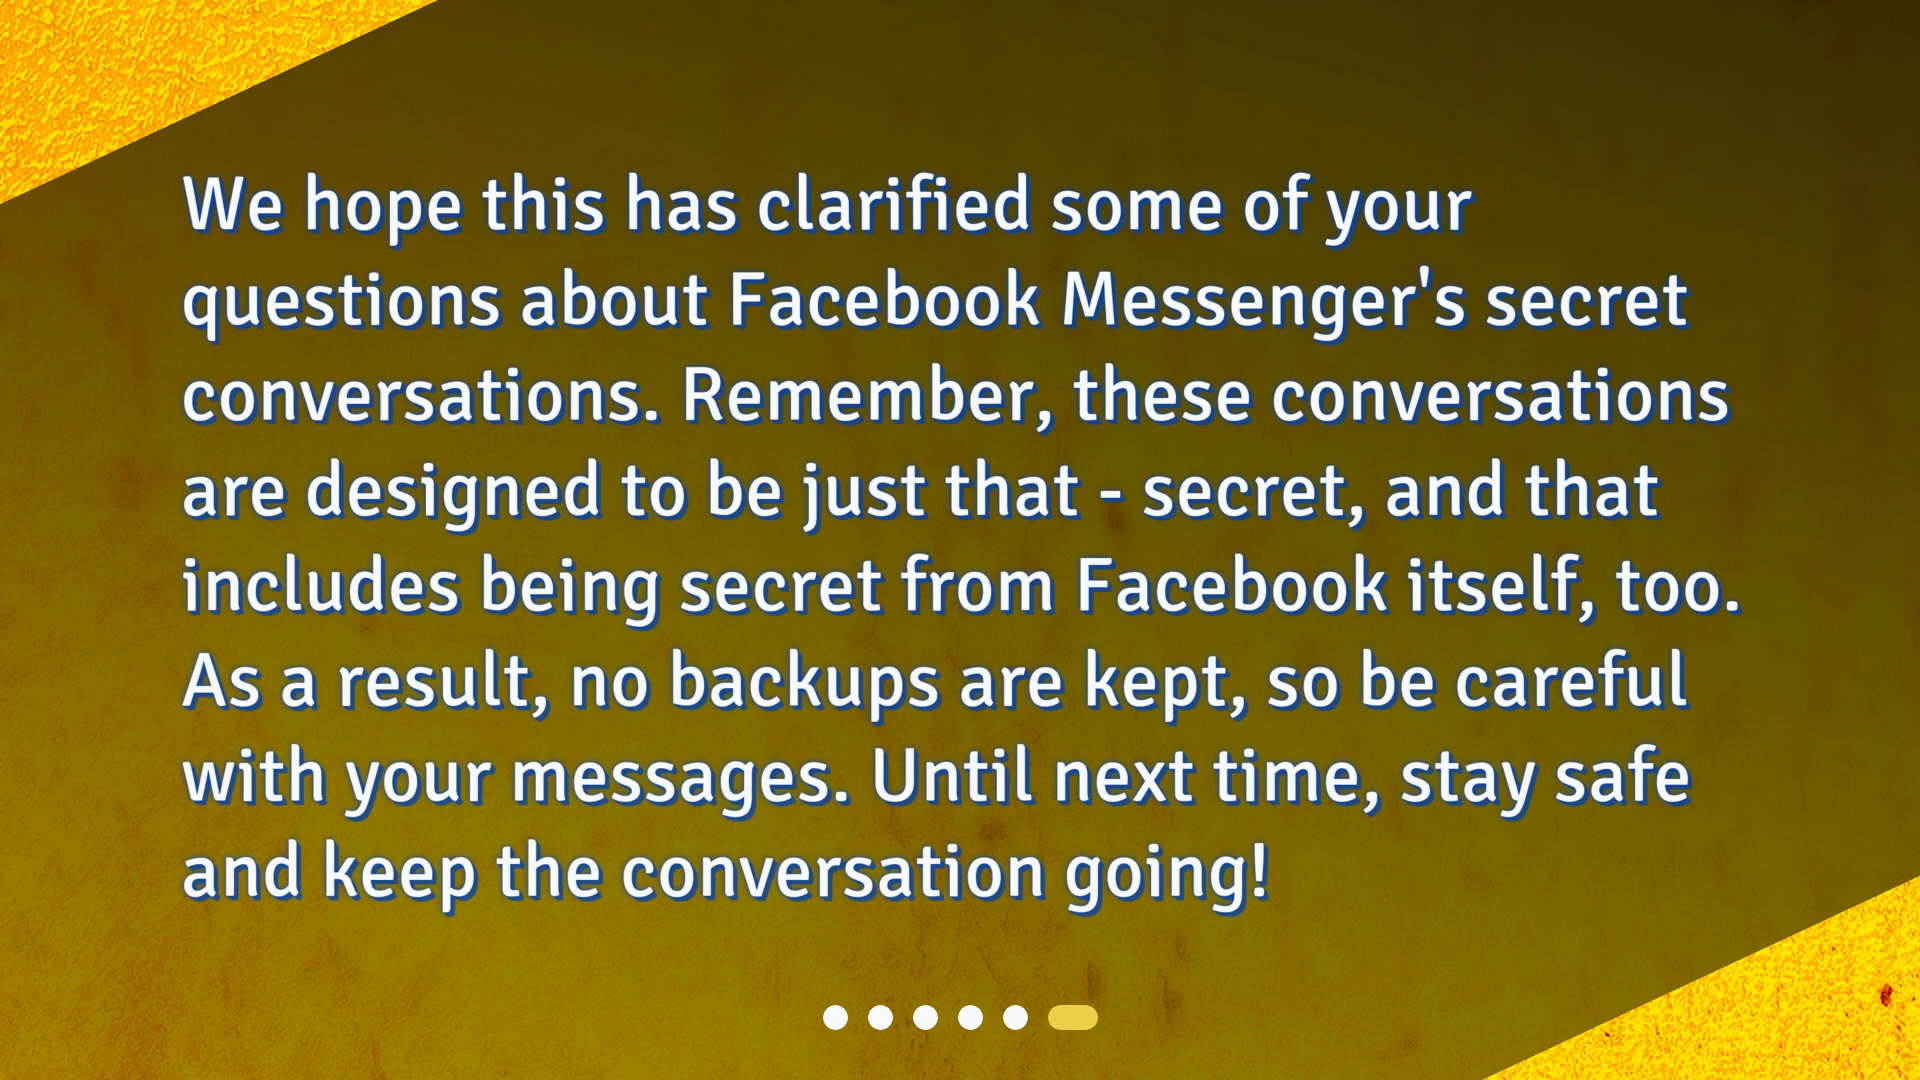 We hope this has clarified some of your
questions about Facebook Messenger's secret
conversations. Remember, these conversations
are designed to be just that - secret, and that
includes being secret from Facebook itself, too.
As a result, no backups are kept, so be careful
with your messages. Until next time, stay safe
and keep the conversation going!